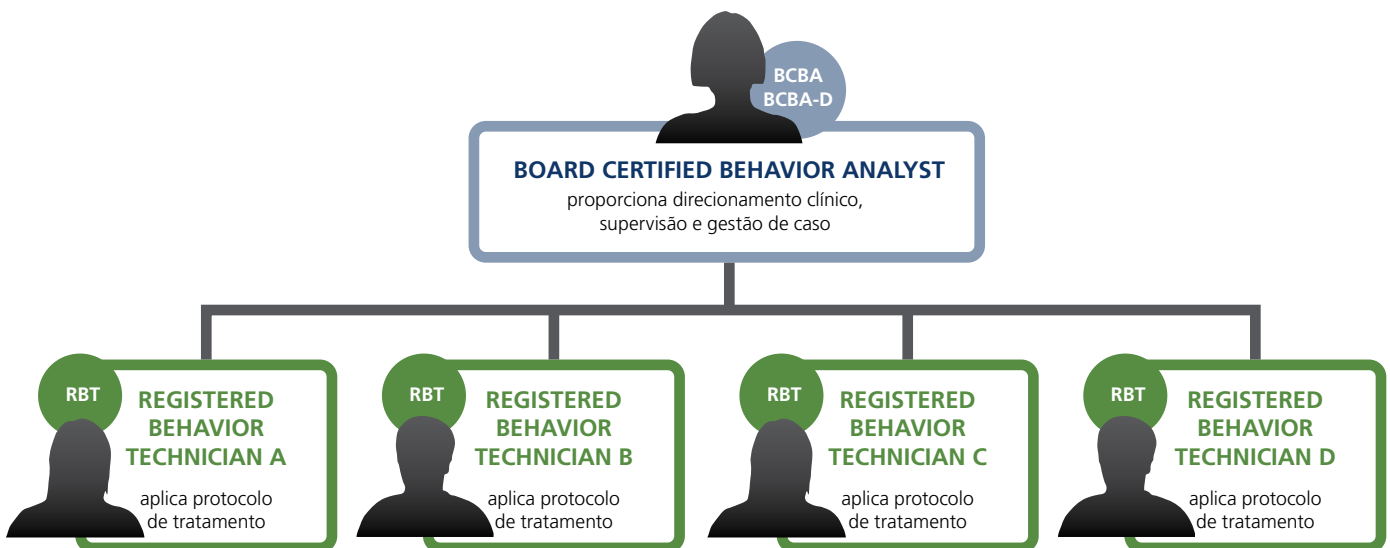 BCBA
BCBA-D
BOARD CERTIFIED BEHAVIOR ANALYST
proporciona direcionamento clínico,
supervisão e gestão de caso
RBT
REGISTERED
BEHAVIOR
TECHNICIAN A
aplica protocolo
de tratamento
RBT
REGISTERED
BEHAVIOR
TECHNICIAN B
aplica protocolo
de tratamento
RBT
REGISTERED
BEHAVIOR
TECHNICIAN C
aplica protocolo
de tratamento
RBT
REGISTERED
BEHAVIOR
TECHNICIAN D
aplica protocolo
de tratamento